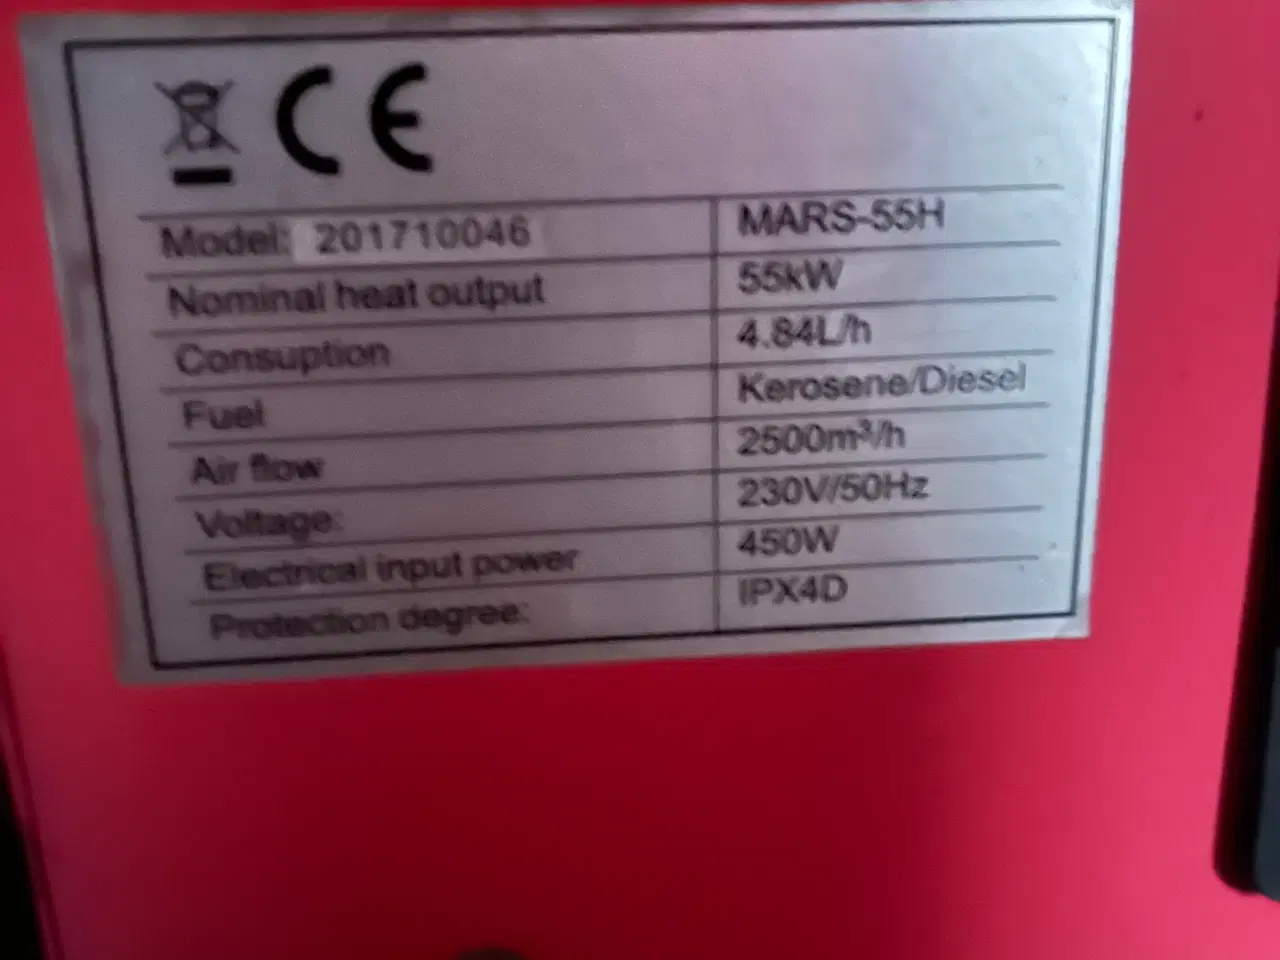 CE
Model: 201710046 MARS-55H
Nominal heat output 55kW
Consuption 4.84L/h
Fuel Kerosene/Diesel
Air flow 2500m³/h
Voltage: 230V/50Hz
Electrical input power 450W
Protection degree: IPX4D